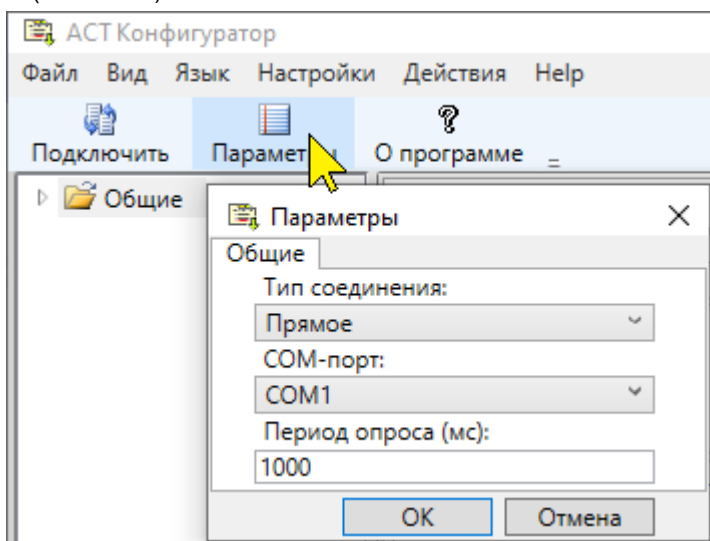 АСТ Конфигуратор
Файл Вид Язык Настройки Действия Help
Подключить О программе
Общие
Параметры
Общие
Тип соединения:
Прямое
COM-порт:
COM1
Период опроса (мс):
1000
OK Отмена